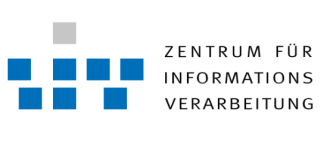 ZENTRUM FÜR
INFORMATIONS
VERARBEITUNG